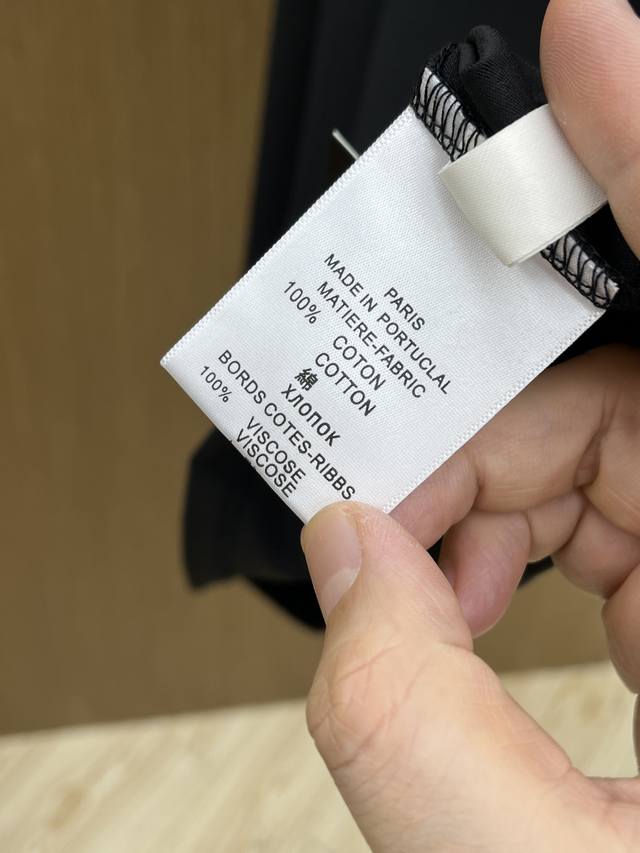 PARIS
MADE IN PORTUCLAL
MATIERE-FABRIC
100% COTON
COTTON
綿
ХЛОПОК
BORDS COTES-RIBBS
100% VISCOSE
VISCOSE